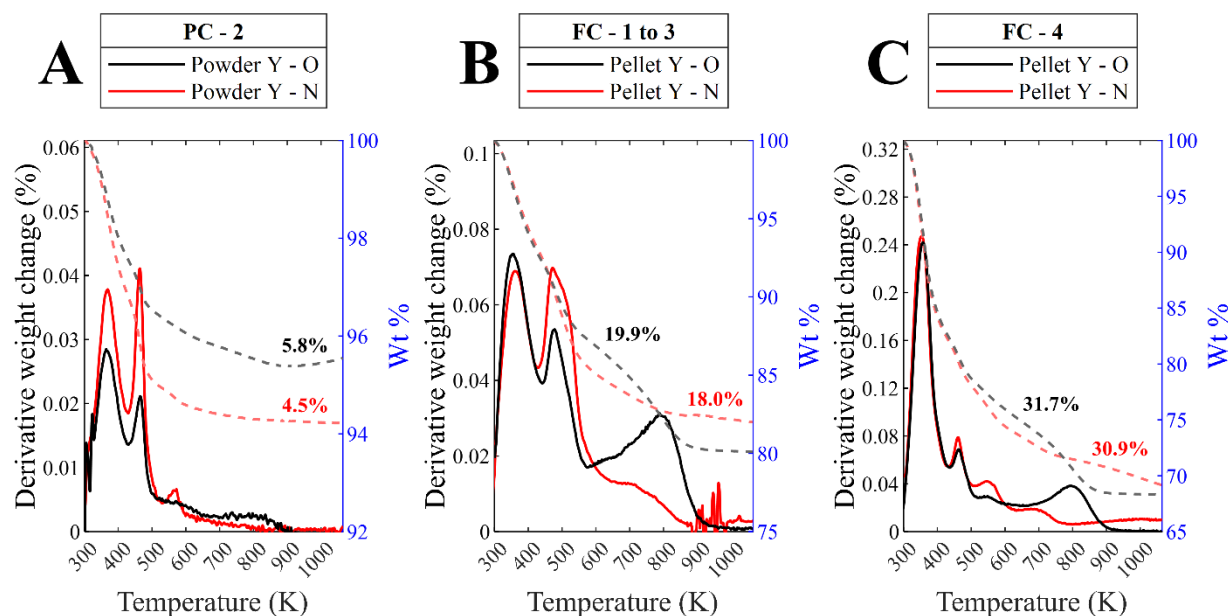 A
PC - 2
Powder Y - O
Powder Y - N
Derivative weight change (%)
0.06
0.05
0.04
0.03
0.02
0.01
0
100
98
96
94
92
Wt %
5.8%
4.5%
300 400 500 600 700 800 900 1000
Temperature (K)
B
FC - 1 to 3
Pellet Y - O
Pellet Y - N
Derivative weight change (%)
0.1
0.08
0.06
0.04
0.02
0
100
95
90
85
80
75
Wt %
19.9%
18.0%
300 400 500 600 700 800 900 1000
Temperature (K)
C
FC - 4
Pellet Y - O
Pellet Y - N
Derivative weight change (%)
0.32
0.28
0.24
0.2
0.16
0.12
0.08
0.04
0
100
95
90
85
80
75
70
65
Wt %
31.7%
30.9%
300 400 500 600 700 800 900 1000
Temperature (K)